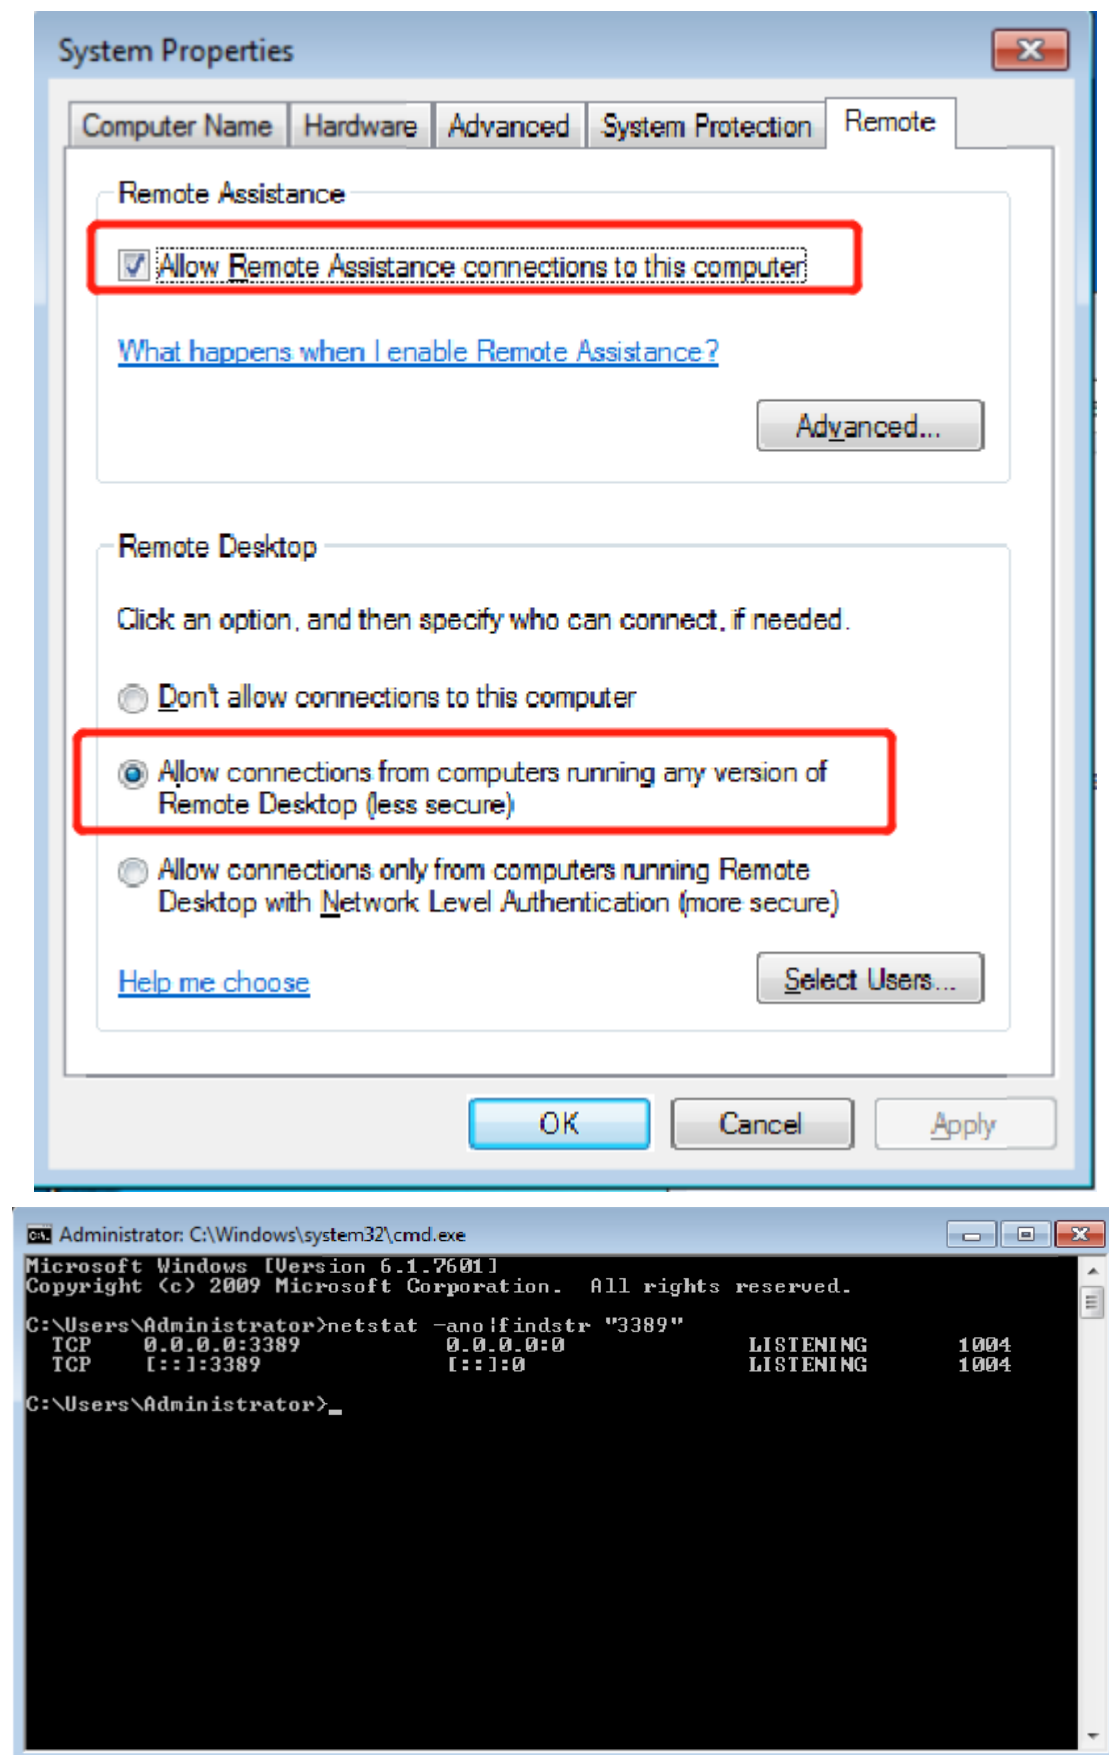 System Properties
Computer Name Hardware Advanced System Protection Remote
Remote Assistance
Allow Remote Assistance connections to this computer
What happens when I enable Remote Assistance?
Advanced...
Remote Desktop
Click an option, and then specify who can connect, if needed.
Don't allow connections to this computer
Allow connections from computers running any version of
Remote Desktop (less secure)
Allow connections only from computers running Remote
Desktop with Network Level Authentication (more secure)
Help me choose
Select Users...
OK Cancel Apply
Administrator: C:\Windows\system32\cmd.exe
Microsoft Windows [Version 6.1.7601]
Copyright (c) 2009 Microsoft Corporation.  All rights reserved.
C:\Users\Administrator>netstat -ano|findstr "3389"
TCP 0.0.0.0:3389 0.0.0.0:0 LISTENING 1004
TCP [::]:3389 [::]:0 LISTENING 1004
C:\Users\Administrator>_